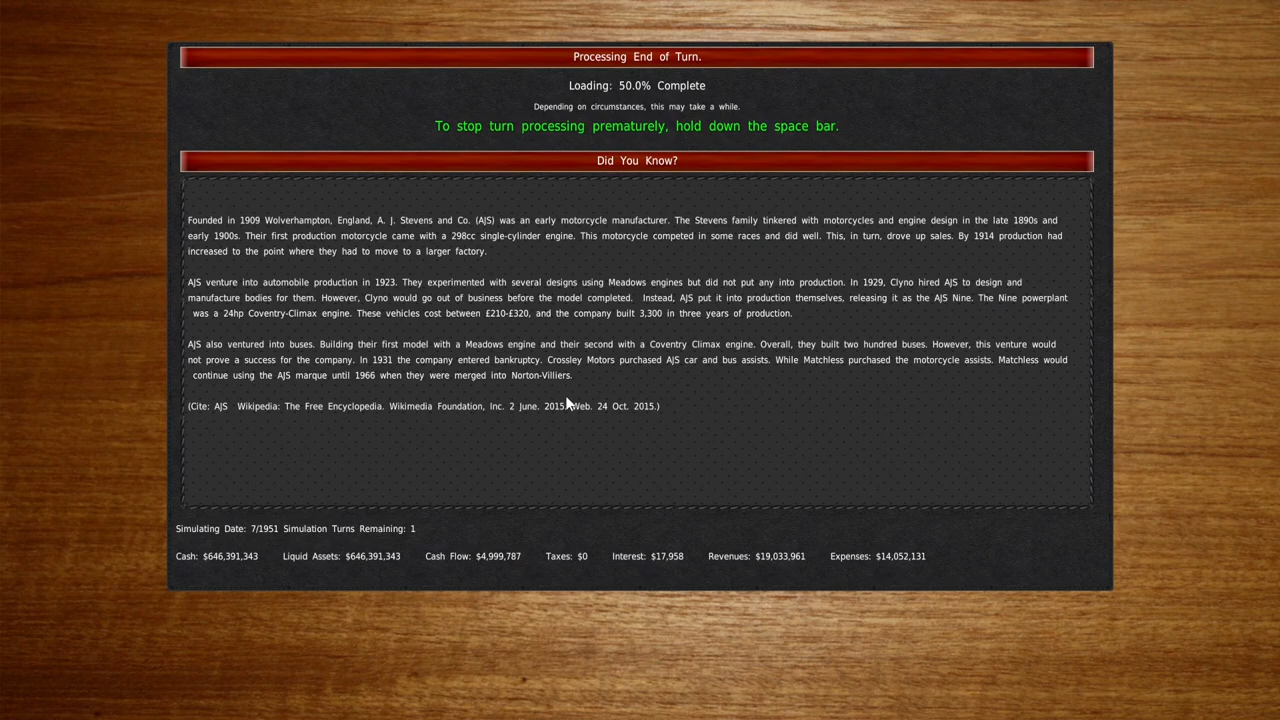 Processing End of Turn.
Loading: 50.0% Complete
Depending on circumstances, this may take a while.
To stop turn processing prematurely, hold down the space bar.
Did You Know?
Founded in 1909 Wolverhampton, England, A. J. Stevens and Co. (AJS) was an early motorcycle manufacturer. The Stevens family tinkered with motorcycles and engine design in the late 1890s and
early 1900s. Their first production motorcycle came with a 298cc single-cylinder engine. This motorcycle competed in some races and did well. This, in turn, drove up sales. By 1914 production had
increased to the point where they had to move to a larger factory.
AJS venture into automobile production in 1923. They experimented with several designs using Meadows engines but did not put any into production. In 1929, Clyno hired AJS to design and
manufacture bodies for them. However, Clyno would go out of business before the model completed. Instead, AJS put it into production themselves, releasing it as the AJS Nine. The Nine powerplant
was a 24hp Coventry-Climax engine. These vehicles cost between £210-£320, and the company built 3,300 in three years of production.
AJS also ventured into buses. Building their first model with a Meadows engine and their second with a Coventry Climax engine. Overall, they built two hundred buses. However, this venture would
not prove a success for the company. In 1931 the company entered bankruptcy. Crossley Motors purchased AJS car and bus assists. While Matchless purchased the motorcycle assists. Matchless would
continue using the AJS marque until 1966 when they were merged into Norton-Villiers.
(Cite: AJS Wikipedia: The Free Encyclopedia. Wikimedia Foundation, Inc. 2 June. 2015. Web. 24 Oct. 2015.)
Simulating Date: 7/1951 Simulation Turns Remaining: 1
Cash: $646,391,343 Liquid Assets: $646,391,343 Cash Flow: $4,999,787 Taxes: $0 Interest: $17,958 Revenues: $19,033,961 Expenses: $14,052,131